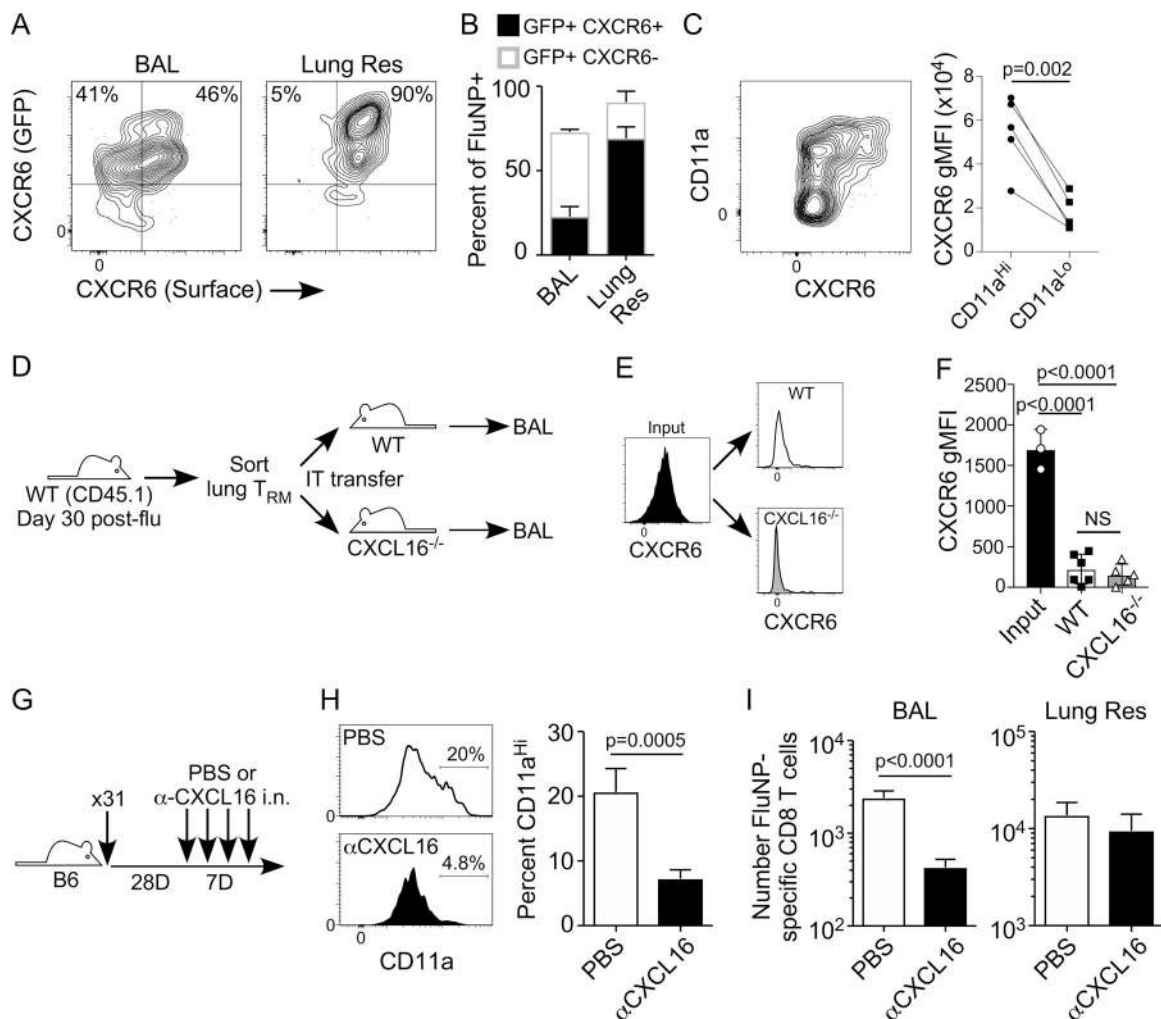 A
BAL
Lung Res
41%
46%
5%
90%
CXCR6 (GFP)
0
0
CXCR6 (Surface)
B
GFP+ CXCR6+
GFP+ CXCR6-
Percent of FluNP+
100
50
0
BAL
Lung
Res
C
CD11a
0
0
CXCR6
CXCR6 gMFI (x10⁴)
p=0.002
8
6
4
2
0
CD11aᴴⁱ
CD11aᴸᵒ
D
WT (CD45.1)
Day 30 post-flu
Sort
lung TRM
WT
IT transfer
CXCL16⁻/⁻
BAL
BAL
E
Input
0
CXCR6
WT
0
CXCL16⁻/⁻
0
CXCR6
F
p<0.0001
p<0.0001
NS
CXCR6 gMFI
2500
2000
1500
1000
500
0
Input
WT
CXCL16⁻/⁻
G
x31
PBS or
α-CXCL16 i.n.
B6
28D
7D
H
PBS
20%
αCXCL16
4.8%
0
CD11a
Percent CD11aᴴⁱ
30
20
10
0
p=0.0005
PBS
αCXCL16
I
BAL
Lung Res
Number FluNP-
specific CD8 T cells
10⁴
10³
10²
p<0.0001
PBS
αCXCL16
10⁵
10⁴
10³
PBS
αCXCL16